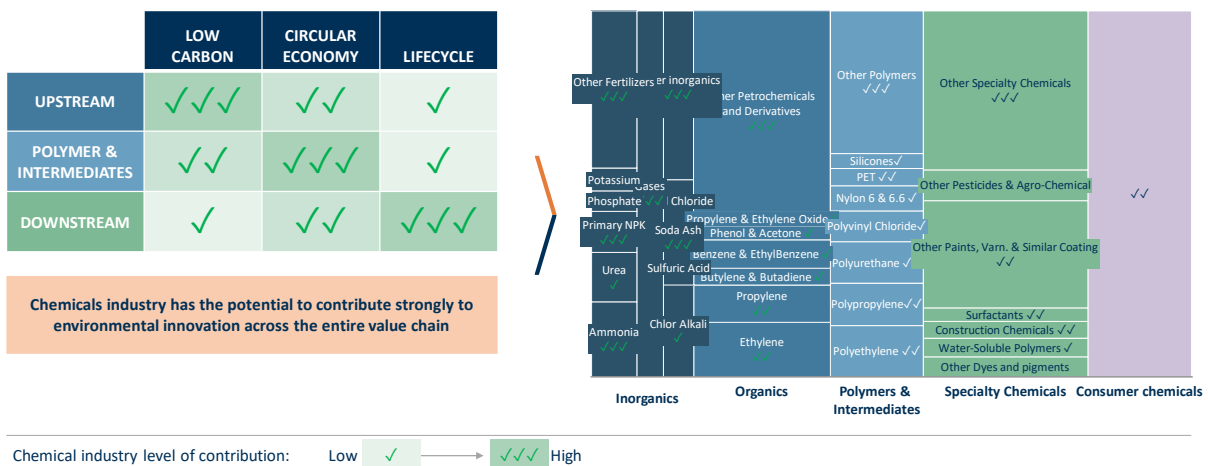 LOW
CARBON
CIRCULAR
ECONOMY
LIFECYCLE
UPSTREAM
POLYMER &
INTERMEDIATES
DOWNSTREAM
Chemicals industry has the potential to contribute strongly to
environmental innovation across the entire value chain
Other Fertilizers
er inorganics
Potassium
Gases
Phosphate
Chloride
Primary NPK
Soda Ash
Urea
Sulfuric Acid
Ammonia
Chlor Alkali
Inorganics
er Petrochemicals
and Derivatives
Propylene & Ethylene Oxide
Phenol & Acetone
Benzene & EthylBenzene
Butylene & Butadiene
Propylene
Ethylene
Organics
Other Polymers
Silicones
PET
Nylon 6 & 6.6
Polyvinyl Chloride
Polyurethane
Polypropylene
Polyethylene
Polymers &
Intermediates
Other Specialty Chemicals
Other Pesticides & Agro-Chemical
Other Paints, Varn. & Similar Coating
Surfactants
Construction Chemicals
Water-Soluble Polymers
Other Dyes and pigments
Specialty Chemicals
Consumer chemicals
Chemical industry level of contribution: Low High